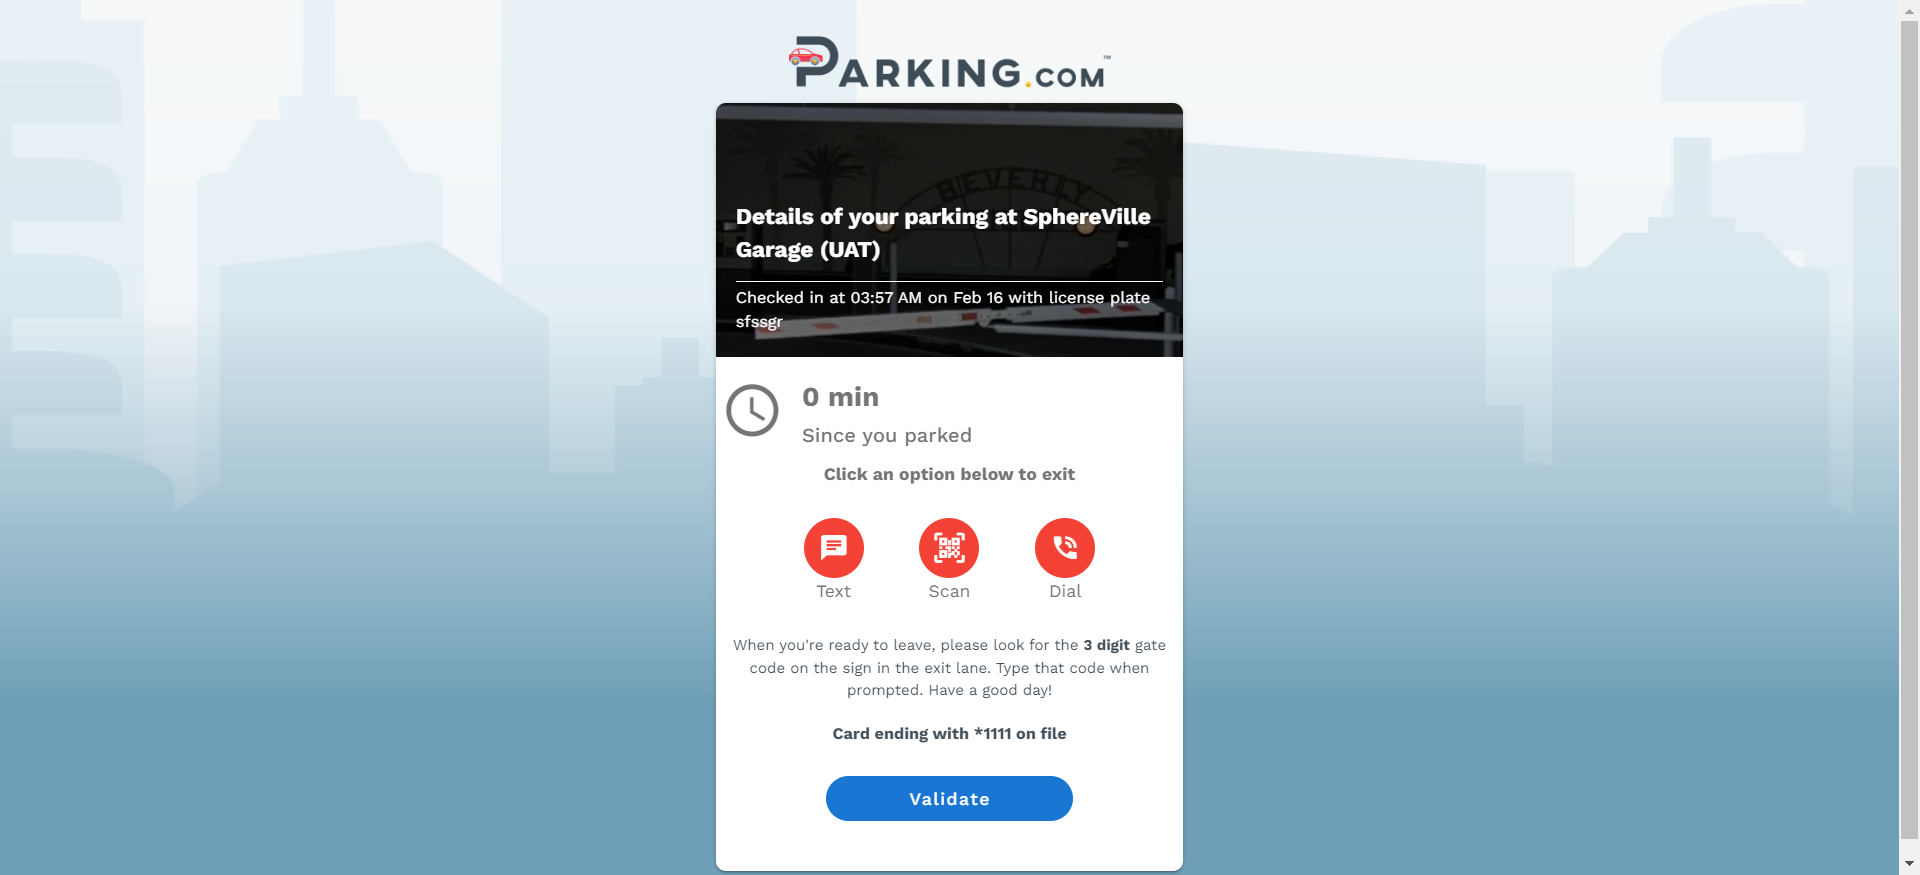 PARKING.COM™
BEVERLY
Details of your parking at SphereVille
Garage (UAT)
Checked in at 03:57 AM on Feb 16 with license plate
sfssgr
0 min
Since you parked
Click an option below to exit
Text Scan Dial
When you're ready to leave, please look for the 3 digit gate
code on the sign in the exit lane. Type that code when
prompted. Have a good day!
Card ending with *1111 on file
Validate